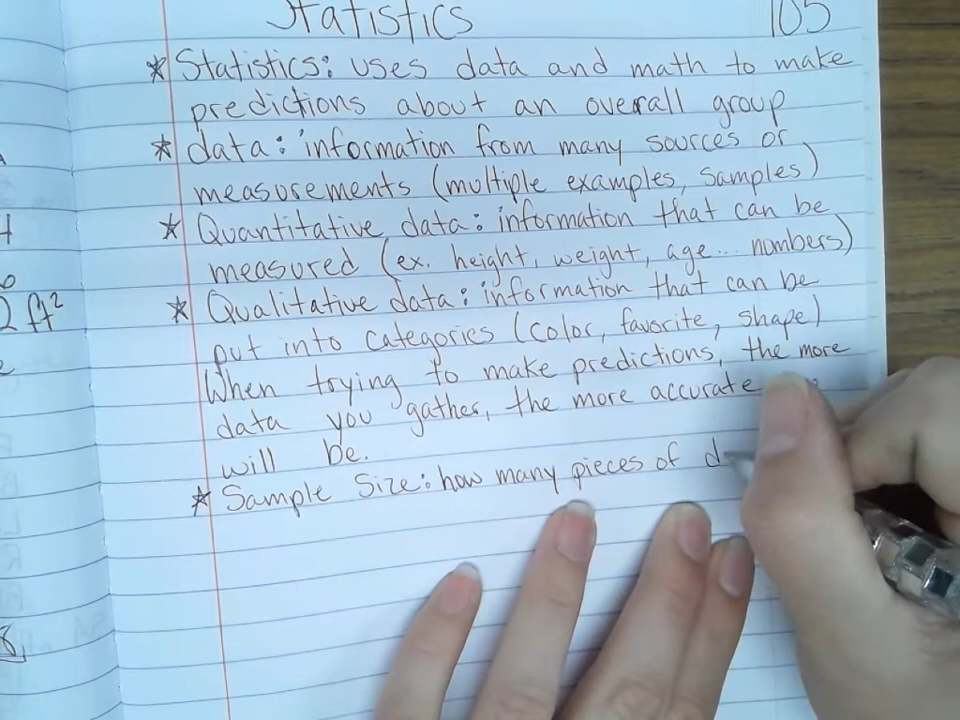 Statistics 105
* Statistics: uses data and math to make
predictions about an overall group
* data: information from many sources or
measurements (multiple examples, samples)
* Quantitative data: information that can be
measured (ex. height, weight, age... numbers)
* Qualitative data: information that can be
put into categories (color, favorite, shape)
When trying to make predictions, the more
data you gather, the more accurate
will be.
* Sample Size: how many pieces of d
2 ft²